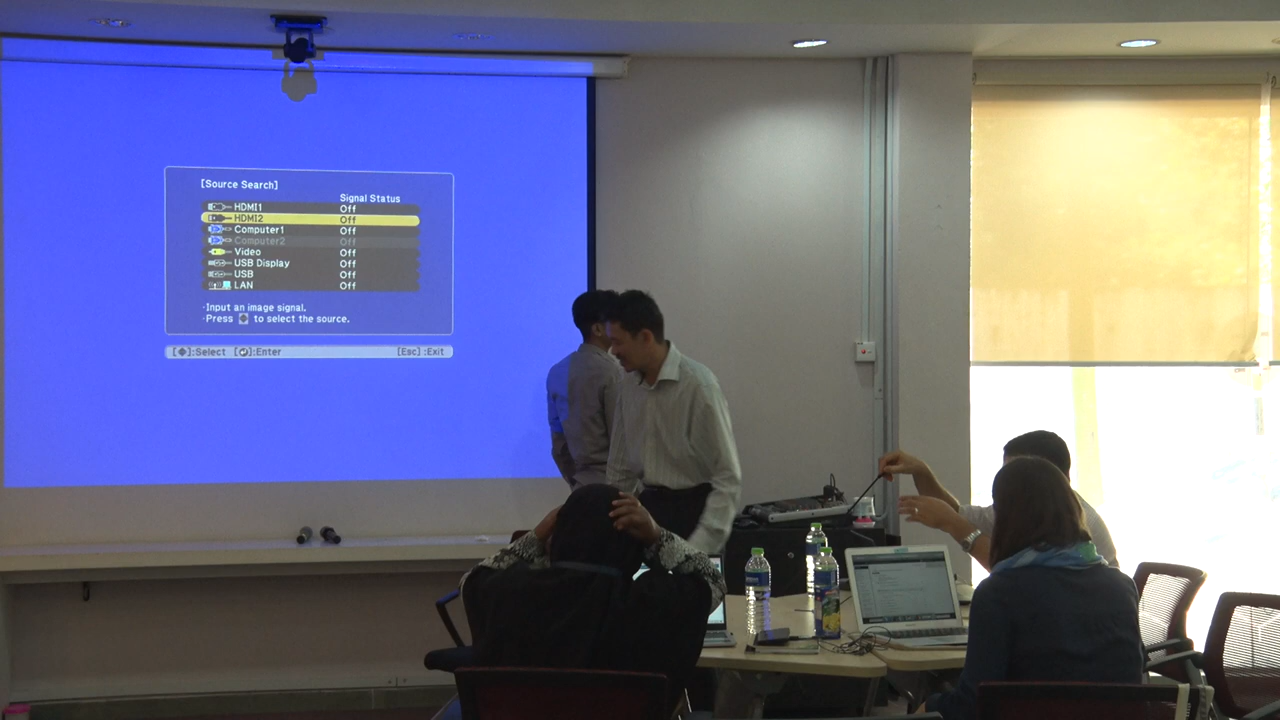 [Source Search]
Signal Status
HDMI1 Off
HDMI2 Off
Computer1 Off
Computer2 Off
Video Off
USB Display Off
USB Off
LAN Off
·Input an image signal.
·Press to select the source.
[ ]:Select [ ]:Enter [Esc] :Exit